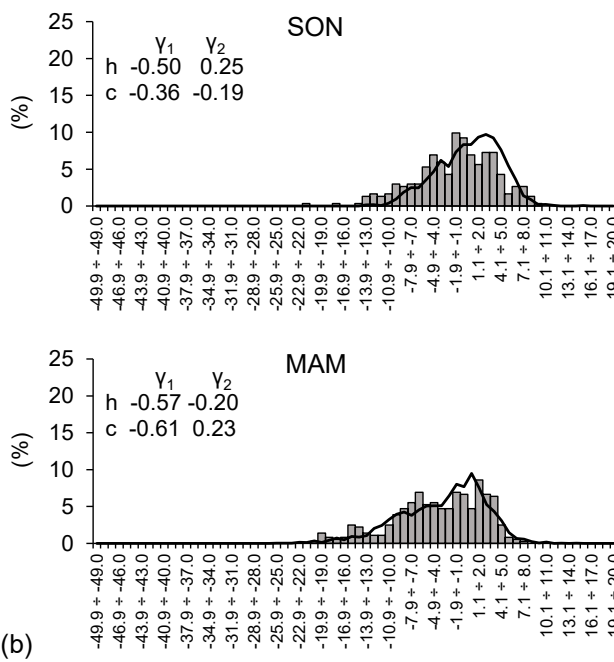 SON
γ1 γ2
h -0.50 0.25
c -0.36 -0.19
(%)
25
20
15
10
5
0
-49.9 ÷ -49.0
-46.9 ÷ -46.0
-43.9 ÷ -43.0
-40.9 ÷ -40.0
-37.9 ÷ -37.0
-34.9 ÷ -34.0
-31.9 ÷ -31.0
-28.9 ÷ -28.0
-25.9 ÷ -25.0
-22.9 ÷ -22.0
-19.9 ÷ -19.0
-16.9 ÷ -16.0
-13.9 ÷ -13.0
-10.9 ÷ -10.0
-7.9 ÷ -7.0
-4.9 ÷ -4.0
-1.9 ÷ -1.0
1.1 ÷ 2.0
4.1 ÷ 5.0
7.1 ÷ 8.0
10.1 ÷ 11.0
13.1 ÷ 14.0
16.1 ÷ 17.0
19.1 ÷ 20.0
MAM
γ1 γ2
h -0.57 -0.20
c -0.61 0.23
(%)
25
20
15
10
5
0
-49.9 ÷ -49.0
-46.9 ÷ -46.0
-43.9 ÷ -43.0
-40.9 ÷ -40.0
-37.9 ÷ -37.0
-34.9 ÷ -34.0
-31.9 ÷ -31.0
-28.9 ÷ -28.0
-25.9 ÷ -25.0
-22.9 ÷ -22.0
-19.9 ÷ -19.0
-16.9 ÷ -16.0
-13.9 ÷ -13.0
-10.9 ÷ -10.0
-7.9 ÷ -7.0
-4.9 ÷ -4.0
-1.9 ÷ -1.0
1.1 ÷ 2.0
4.1 ÷ 5.0
7.1 ÷ 8.0
10.1 ÷ 11.0
13.1 ÷ 14.0
16.1 ÷ 17.0
19.1 ÷ 20.0
(b)